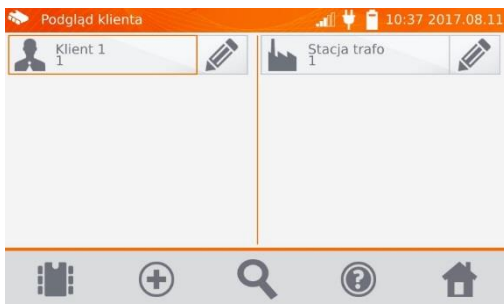 Podgląd klienta
10:37 2017.08.11
Klient 1
1
Stacja trafo
1